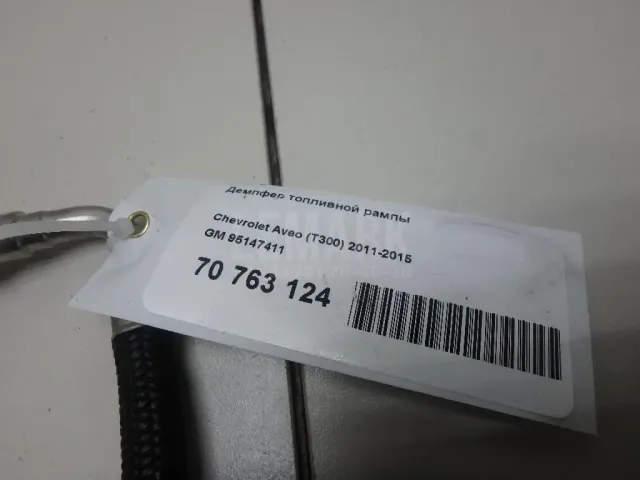 Демпфер топливной рампы
Chevrolet Aveo (T300) 2011-2015
GM 95147411
70 763 124